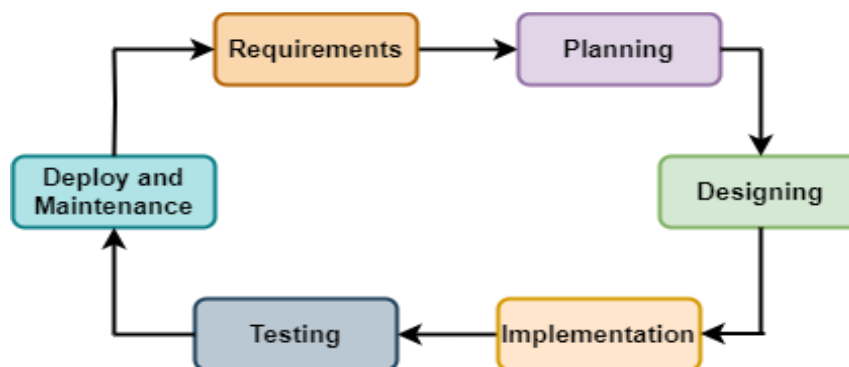 Requirements
Planning
Deploy and
Maintenance
Designing
Testing
Implementation